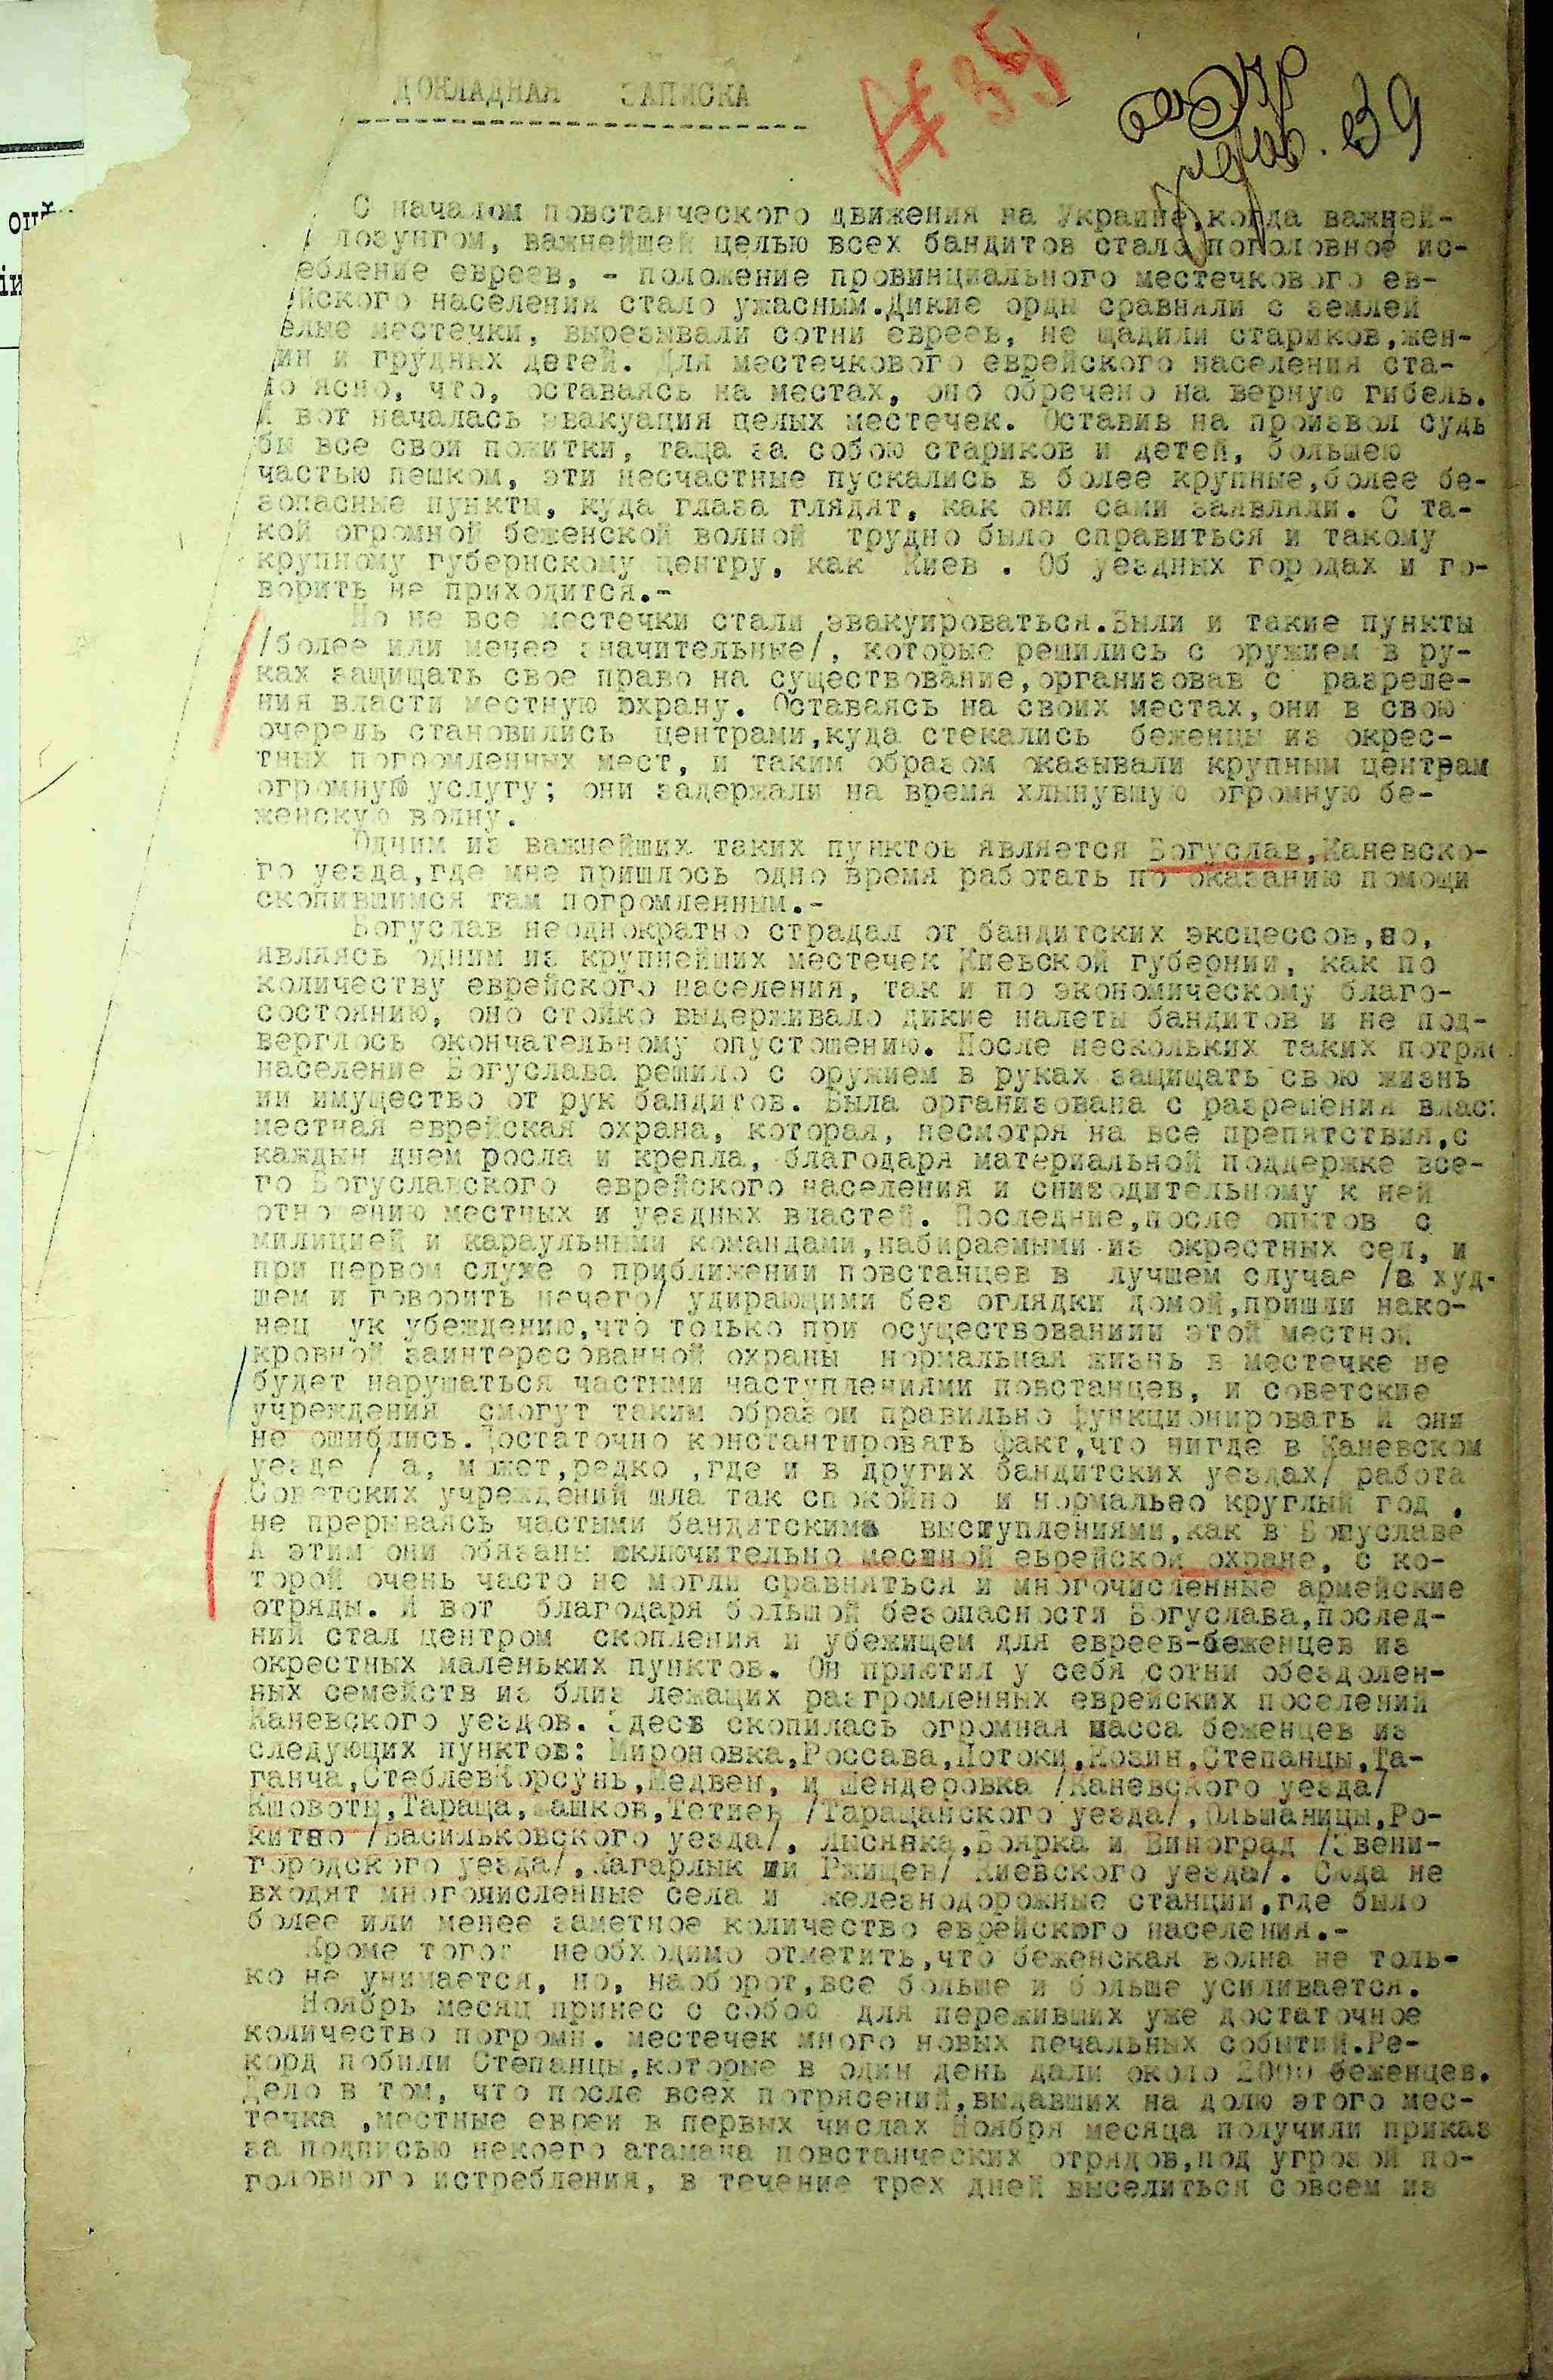 ДОКЛАДНАЯ ЗАПИСКА
№ 39
39
С началом повстанческого движения на Украине, когда важней-
лозунгом, важнейшей целью всех бандитов стало поголовное ис-
ебление евреев, - положение провинциального местечкового ев-
йского населения стало ужасным.Дикие орды сравняли с землей
елые местечки, вырезывали сотни евреев, не щадили стариков,жен-
ин и грудных детей. Для местечкового еврейского населения ста-
ло ясно, что, оставаясь на местах, оно обречено на верную гибель.
И вот началась эвакуация целых местечек. Оставив на произвол судь
бы все свои пожитки, таща за собою стариков и детей, большею
частью пешком, эти несчастные пускались в более крупные,более бе-
зопасные пункты, куда глаза глядят, как они сами заявляли. С та-
кой огромной беженской волной трудно было справиться и такому
крупному губернскому центру, как Киев . Об уездных городах и го-
ворить не приходится.-
Но не все местечки стали эвакуироваться.Были и такие пункты
/более или менее значительные/, которые решились с оружием в ру-
ках защищать свое право на существование,организовав с разреше-
ния власти местную охрану. Оставаясь на своих местах,они в свою
очередь становились центрами,куда стекались беженцы из окрес-
тных погромленных мест, и таким образом оказывали крупным центрам
огромную услугу; они задержали на время хлынувшую огромную бе-
женскую волну.
Одним из важнейших таких пунктов является Богуслав,Каневско-
го уезда,где мне пришлось одно время работать по оказанию помощи
скопившимся там погромленным.-
Богуслав неоднократно страдал от бандитских эксцессов,но,
являясь одним из крупнейших местечек Киевской губернии, как по
количеству еврейского населения, так и по экономическому благо-
состоянию, оно стойко выдерживало дикие налеты бандитов и не под-
верглось окончательному опустошению. После нескольких таких потряс
население Богуслава решило с оружием в руках защищать свою жизнь
ии имущество от рук бандитов. Была организована с разрешения влас
местная еврейская охрана, которая, несмотря на все препятствия,с
каждым днем росла и крепла, благодаря материальной поддержке все-
го Богуславского еврейского населения и снизодительному к ней
отношению местных и уездных властей. Последние,после опытов с
милицией и караульными командами,набираемыми из окрестных сел, и
при первом слухе о приближении повстанцев в лучшем случае /а худ-
шем и говорить нечего/ удирающими без оглядки домой,пришли нако-
нец ук убеждению,что только при осуществованиии этой местной
кровной заинтересованной охраны нормальная жизнь в местечке не
будет нарушаться частыми наступлениями повстанцев, и советские
учреждения смогут таким образом правильно функционировать И они
не ошиблись.Достаточно константировать факт,что нигде в Каневском
уезде / а, может,редко ,где и в других бандитских уездах/ работа
Советских учреждений шла так спокойно и нормально круглый год ,
не прерываясь частыми бандитскими выступлениями,как в Богуславе
И этим они обязаны исключительно местной еврейской охране, с ко-
торой очень часто не могли сравняться и многочисленные армейские
отряды. И вот благодаря большой безопасности Богуслава,послед-
ний стал центром скопления и убежищем для евреев-беженцев из
окрестных маленьких пунктов. Он приютил у себя сотни обездолен-
ных семейств из близ лежащих разгромленных еврейских поселений
Каневского уездов. Здесь скопилась огромная масса беженцев из
следующих пунктов: Мироновка,Россава,Потоки,Козин,Степанцы,Та-
ганча,СтеблевКорсунь,Медвен, и Шендеровка /Каневского уезда/
Кшовоты,Тараща,Пашков,Тетиев /Таращанского уезда/,Ольшаницы,Ро-
китно /Васильковского уезда/, Лисянка,Боярка и Виноград /Звени-
городского уезда/,Кагарлык ии Ржищев/ Киевского уезда/. Сюда не
входят многочисленные села и железнодорожные станции,где было
более или менее заметное количество еврейского населения.-
Кроме того необходимо отметить,что беженская волна не толь-
ко не унимается, но, наоборот,все больше и больше усиливается.
Ноябрь месяц принес с собою для переживших уже достаточное
количество погромн. местечек много новых печальных событий.Ре-
корд побили Степанцы,которые в один день дали около 2000 беженцев.
Дело в том, что после всех потрясений,выдавших на долю этого мес-
течка ,местные евреи в первых числах Ноября месяца получили приказ
за подписью некоего атамана повстанческих отрядов,под угрозой по-
головного истребления, в течение трех дней выселиться совсем из